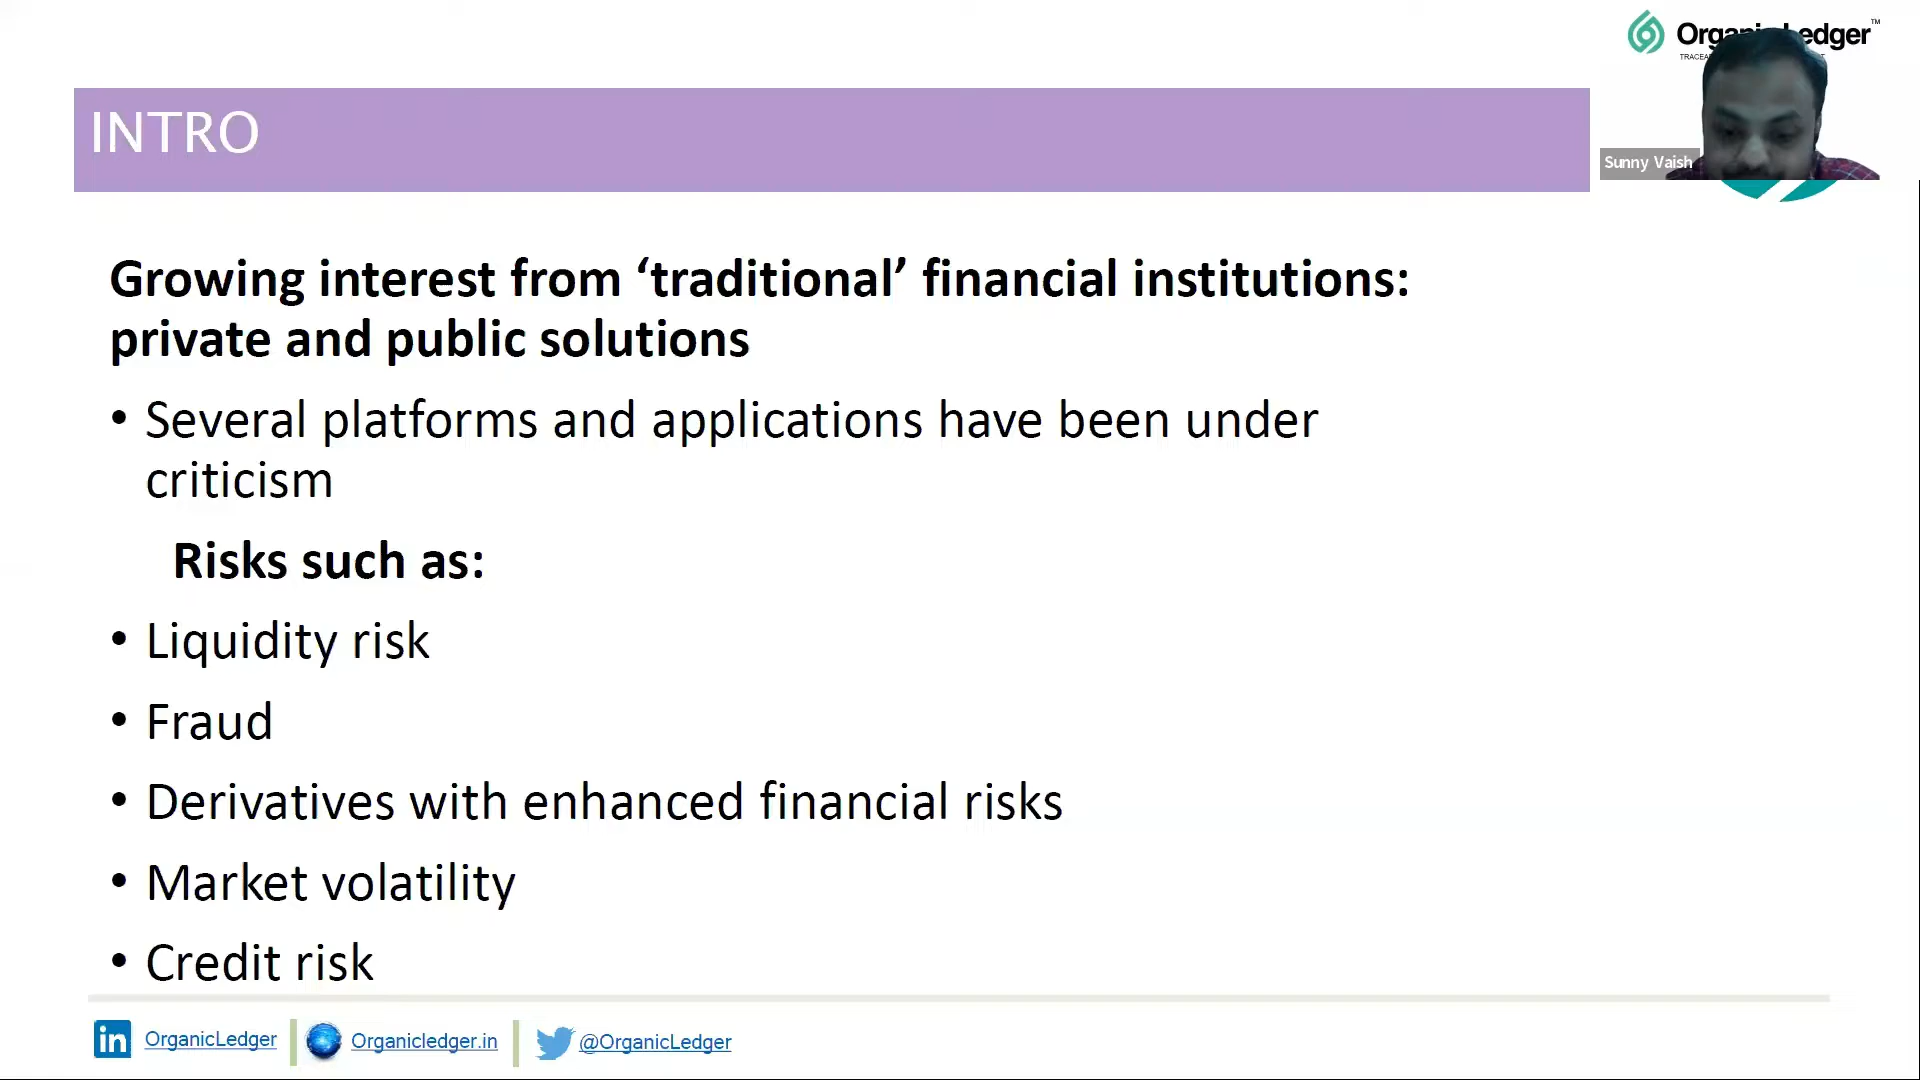 OrganicLedger™
INTRO
Sunny Vaish
Growing interest from ‘traditional’ financial institutions:
private and public solutions
• Several platforms and applications have been under
criticism
Risks such as:
• Liquidity risk
• Fraud
• Derivatives with enhanced financial risks
• Market volatility
• Credit risk
in OrganicLedger
Organicledger.in
@OrganicLedger